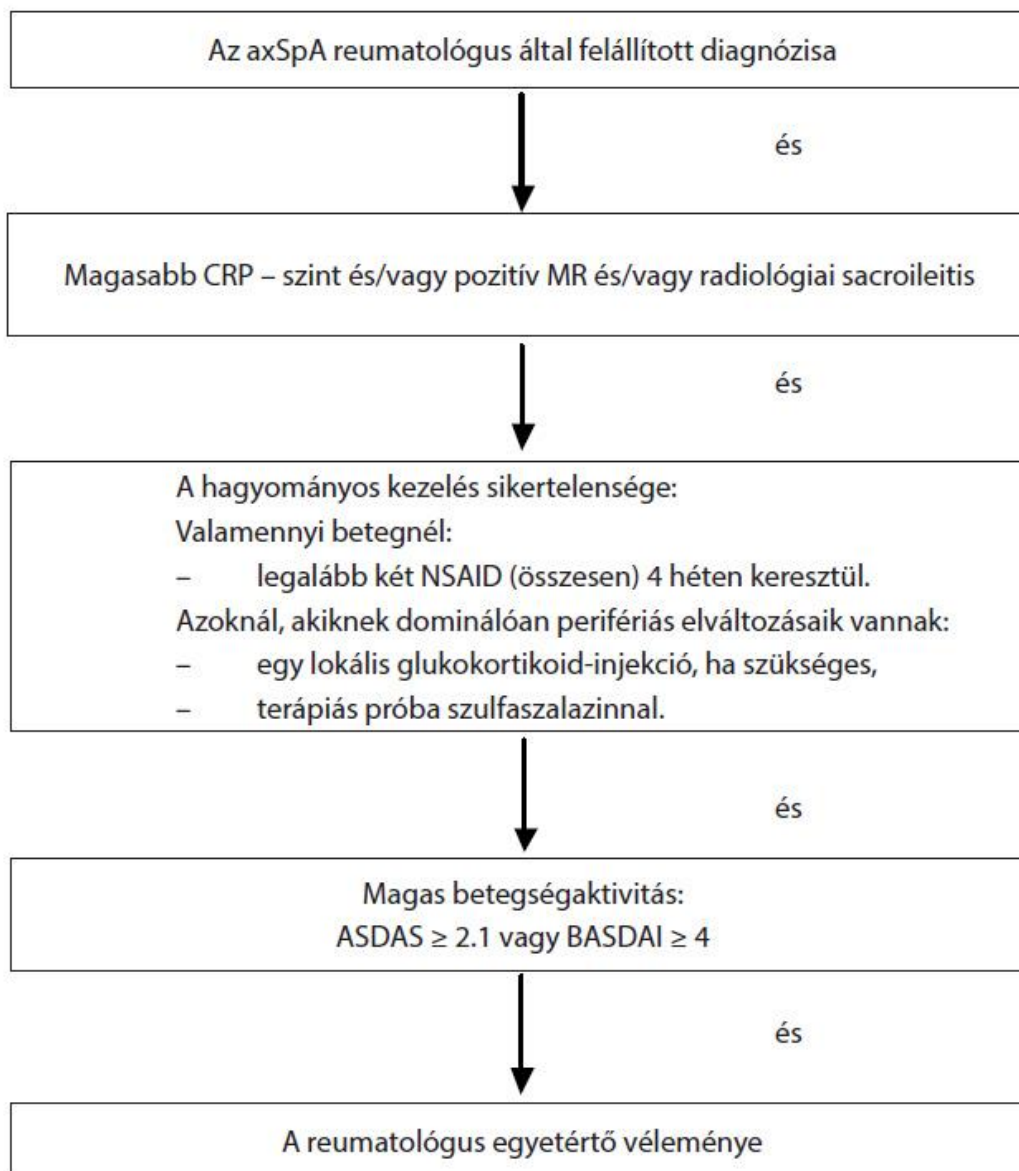 Az axSpA reumatológus által felállított diagnózisa
és
Magasabb CRP – szint és/vagy pozitív MR és/vagy radiológiai sacroileitis
és
A hagyományos kezelés sikertelensége:
Valamennyi betegnél:
– legalább két NSAID (összesen) 4 héten keresztül.
Azoknál, akiknek dominálóan perifériás elváltozásaik vannak:
– egy lokális glukokortikoid-injekció, ha szükséges,
– terápiás próba szulfaszalazinnal.
és
Magas betegségaktivitás:
ASDAS ≥ 2.1 vagy BASDAI ≥ 4
és
A reumatológus egyetértő véleménye